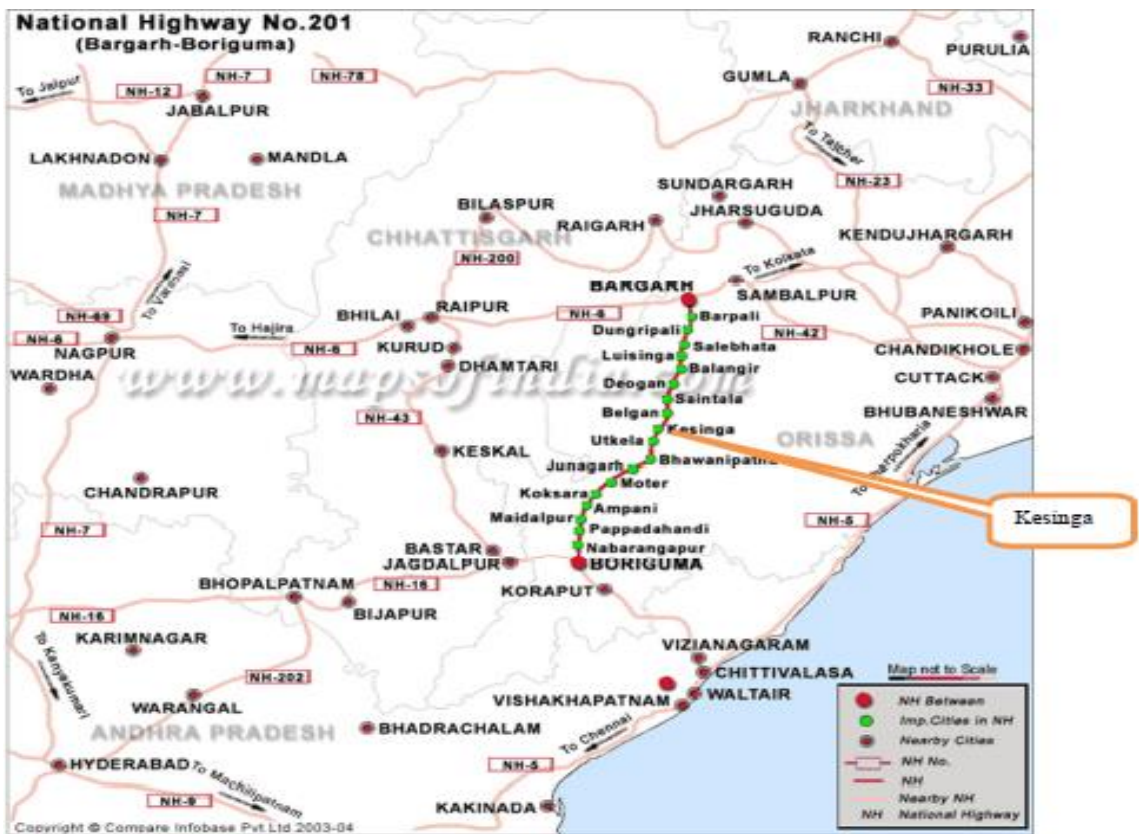 National Highway No.201
(Bargarh-Boriguma)
RANCHI
PURULIA
GUMLA
NH-7
NH-78
To Jaipur
NH-12
JABALPUR
NH-33
JHARKHAND
To Talcher
LAKHNADON
MANDLA
MADHYA PRADESH
SUNDARGARH
NH-23
BILASPUR
RAIGARH
JHARSUGUDA
NH-7
CHHATTISGARH
KENDUJHARGARH
NH-200
To Kolkata
To Varanasi
BARGARH
SAMBALPUR
NH-69
RAIPUR
NH-6
Barpali
PANIKOILI
BHILAI
To Hajira
Dungripali
NH-42
NH-6
NAGPUR
NH-6
KURUD
Salebhata
CHANDIKHOLE
Luisinga
WARDHA
DHAMTARI
Balangir
www.mapsofindia.com
Deogan
CUTTACK
Saintala
BHUBANESHWAR
NH-43
Belgan
Kesinga
ORISSA
Utkela
KESKAL
Bhawanipatna
Junagarh
CHANDRAPUR
Moter
Koksara
Kesinga
Ampani
Maidalpur
NH-5
NH-7
Pappadahandi
BASTAR
Nabarangapur
JAGDALPUR
BORIGUMA
BHOPALPATNAM
NH-16
KORAPUT
BIJAPUR
NH-16
KARIMNAGAR
To Kanyakumari
VIZIANAGARAM
CHITTIVALASA
Map not to Scale
NH-202
VISHAKHAPATNAM
WALTAIR
WARANGAL
NH Between
BHADRACHALAM
Imp.Cities in NH
ANDHRA PRADESH
To Chennai
Nearby Cities
HYDERABAD
NH-5
NH No.
To Machilipatnam
NH
NH-9
Nearby NH
KAKINADA
NH National Highway
Copyright © Compare Infobase Pvt.Ltd.2003-04